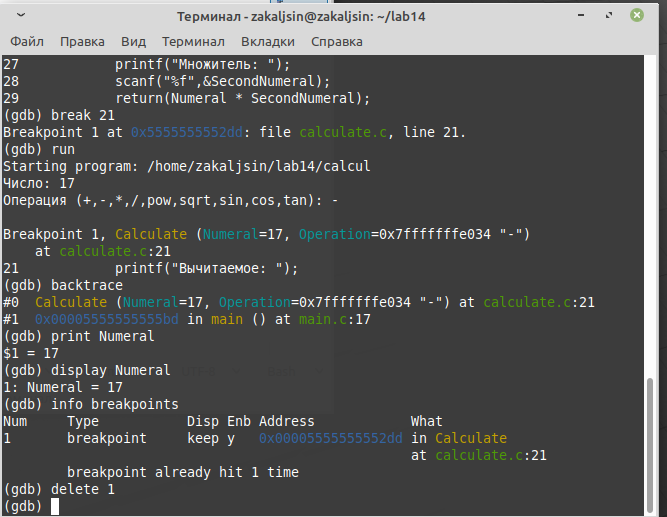 Терминал - zakaljsin@zakaljsin: ~/lab14
Файл Правка Вид Терминал Вкладки Справка
27          printf("Множитель: ");
28          scanf("%f",&SecondNumeral);
29          return(Numeral * SecondNumeral);
(gdb) break 21
Breakpoint 1 at 0x5555555552dd: file calculate.c, line 21.
(gdb) run
Starting program: /home/zakaljsin/lab14/calcul
Число: 17
Операция (+,-,*,/,pow,sqrt,sin,cos,tan): -
Breakpoint 1, Calculate (Numeral=17, Operation=0x7fffffffe034 "-")
    at calculate.c:21
21          printf("Вычитаемое: ");
(gdb) backtrace
#0  Calculate (Numeral=17, Operation=0x7fffffffe034 "-") at calculate.c:21
#1  0x00005555555555bd in main () at main.c:17
(gdb) print Numeral
$1 = 17
(gdb) display Numeral
1: Numeral = 17
(gdb) info breakpoints
Num     Type           Disp Enb Address            What
1       breakpoint     keep y   0x00005555555552dd in Calculate
                                                   at calculate.c:21
        breakpoint already hit 1 time
(gdb) delete 1
(gdb)